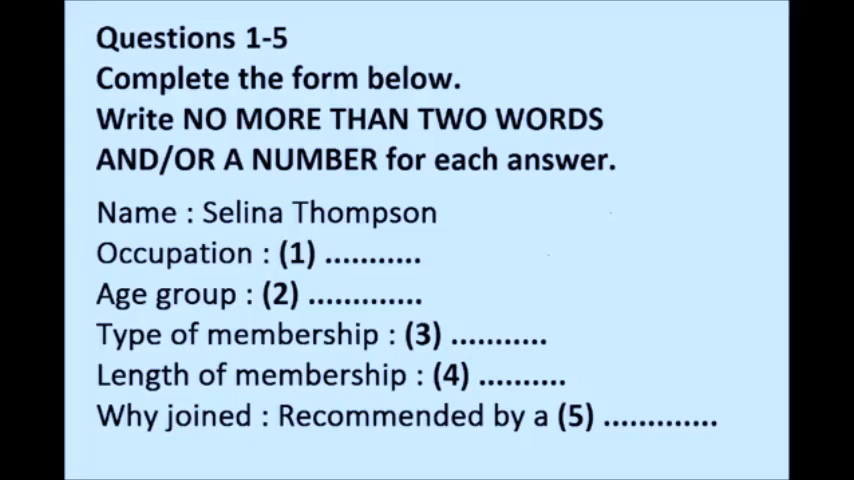 Questions 1-5
Complete the form below.
Write NO MORE THAN TWO WORDS
AND/OR A NUMBER for each answer.
Name : Selina Thompson
Occupation : (1) ...........
Age group : (2) .............
Type of membership : (3) ...........
Length of membership : (4) ..........
Why joined : Recommended by a (5) .............